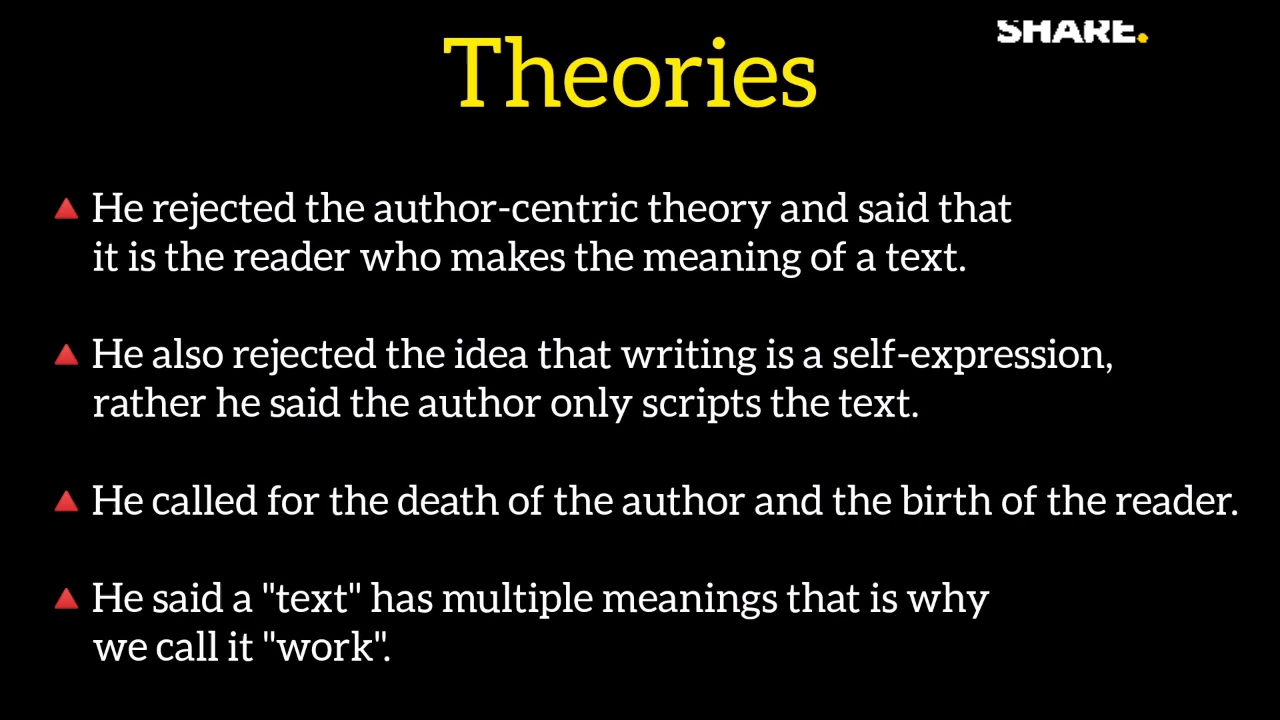 SHARE.
Theories
He rejected the author-centric theory and said that
it is the reader who makes the meaning of a text.
He also rejected the idea that writing is a self-expression,
rather he said the author only scripts the text.
He called for the death of the author and the birth of the reader.
He said a "text" has multiple meanings that is why
we call it "work".